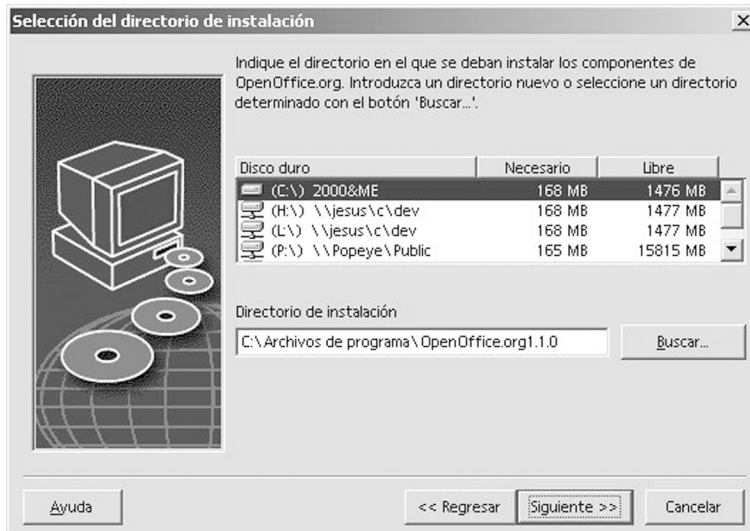 Selección del directorio de instalación
Indique el directorio en el que se deban instalar los componentes de
OpenOffice.org. Introduzca un directorio nuevo o seleccione un directorio
determinado con el botón 'Buscar...'.
Disco duro Necesario Libre
(C:\) 2000&ME 168 MB 1476 MB
(H:\) \\jesus\c\dev 168 MB 1477 MB
(L:\) \\jesus\c\dev 168 MB 1477 MB
(P:\) \\Popeye\Public 165 MB 15815 MB
Directorio de instalación
C:\Archivos de programa\OpenOffice.org1.1.0 Buscar...
Ayuda << Regresar Siguiente >> Cancelar